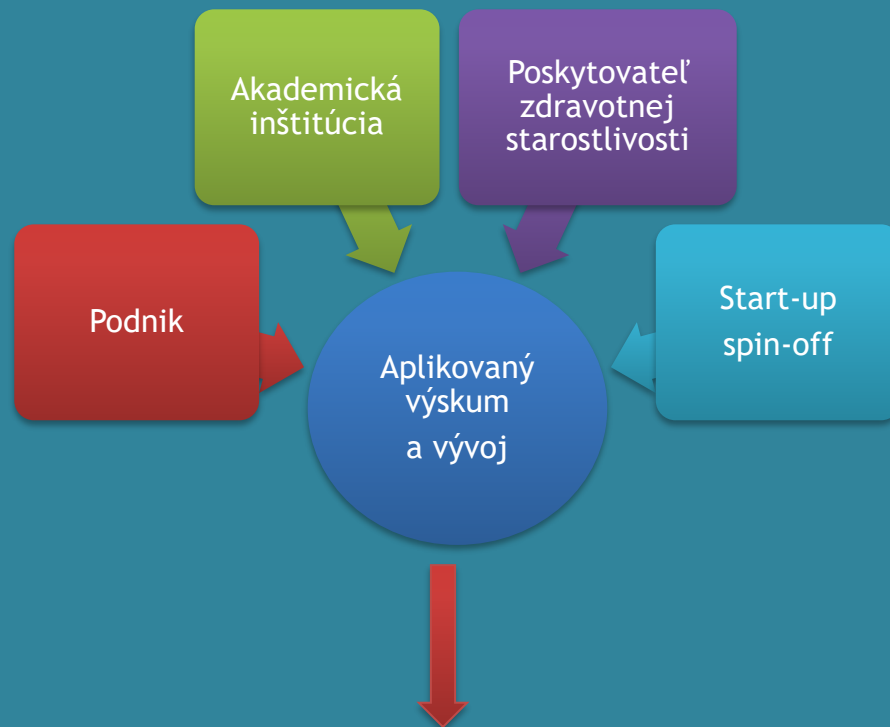 Akademická
inštitúcia
Poskytovateľ
zdravotnej
starostlivosti
Podnik
Start-up
spin-off
Aplikovaný
výskum
a vývoj